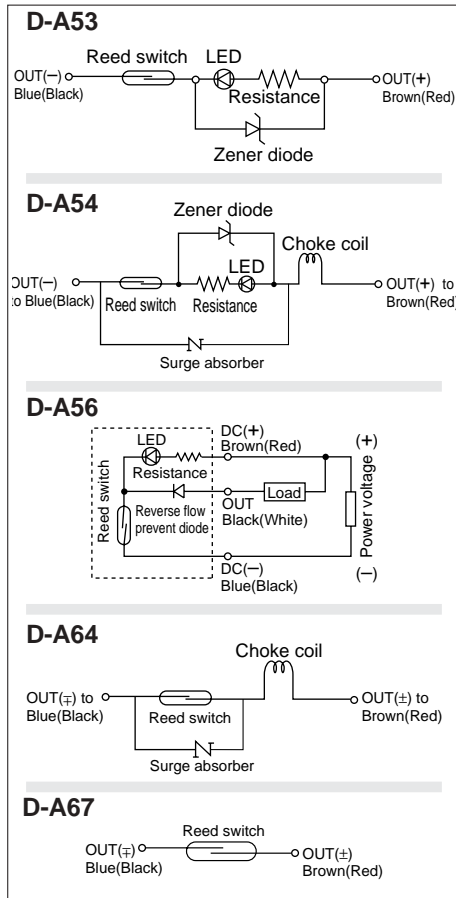 D-A53
Reed switch
LED
OUT(−)
Blue(Black)
Resistance
OUT(+)
Brown(Red)
Zener diode
D-A54
Zener diode
Choke coil
LED
OUT(−)
to Blue(Black)
Reed switch
Resistance
OUT(+) to
Brown(Red)
Surge absorber
D-A56
LED
DC(+)
Brown(Red)
(+)
Resistance
Reed switch
Load
Reverse flow
prevent diode
OUT
Black(White)
Power voltage
DC(−)
Blue(Black)
(−)
D-A64
Choke coil
OUT(∓) to
Blue(Black)
Reed switch
OUT(±) to
Brown(Red)
Surge absorber
D-A67
Reed switch
OUT(∓)
Blue(Black)
OUT(±)
Brown(Red)